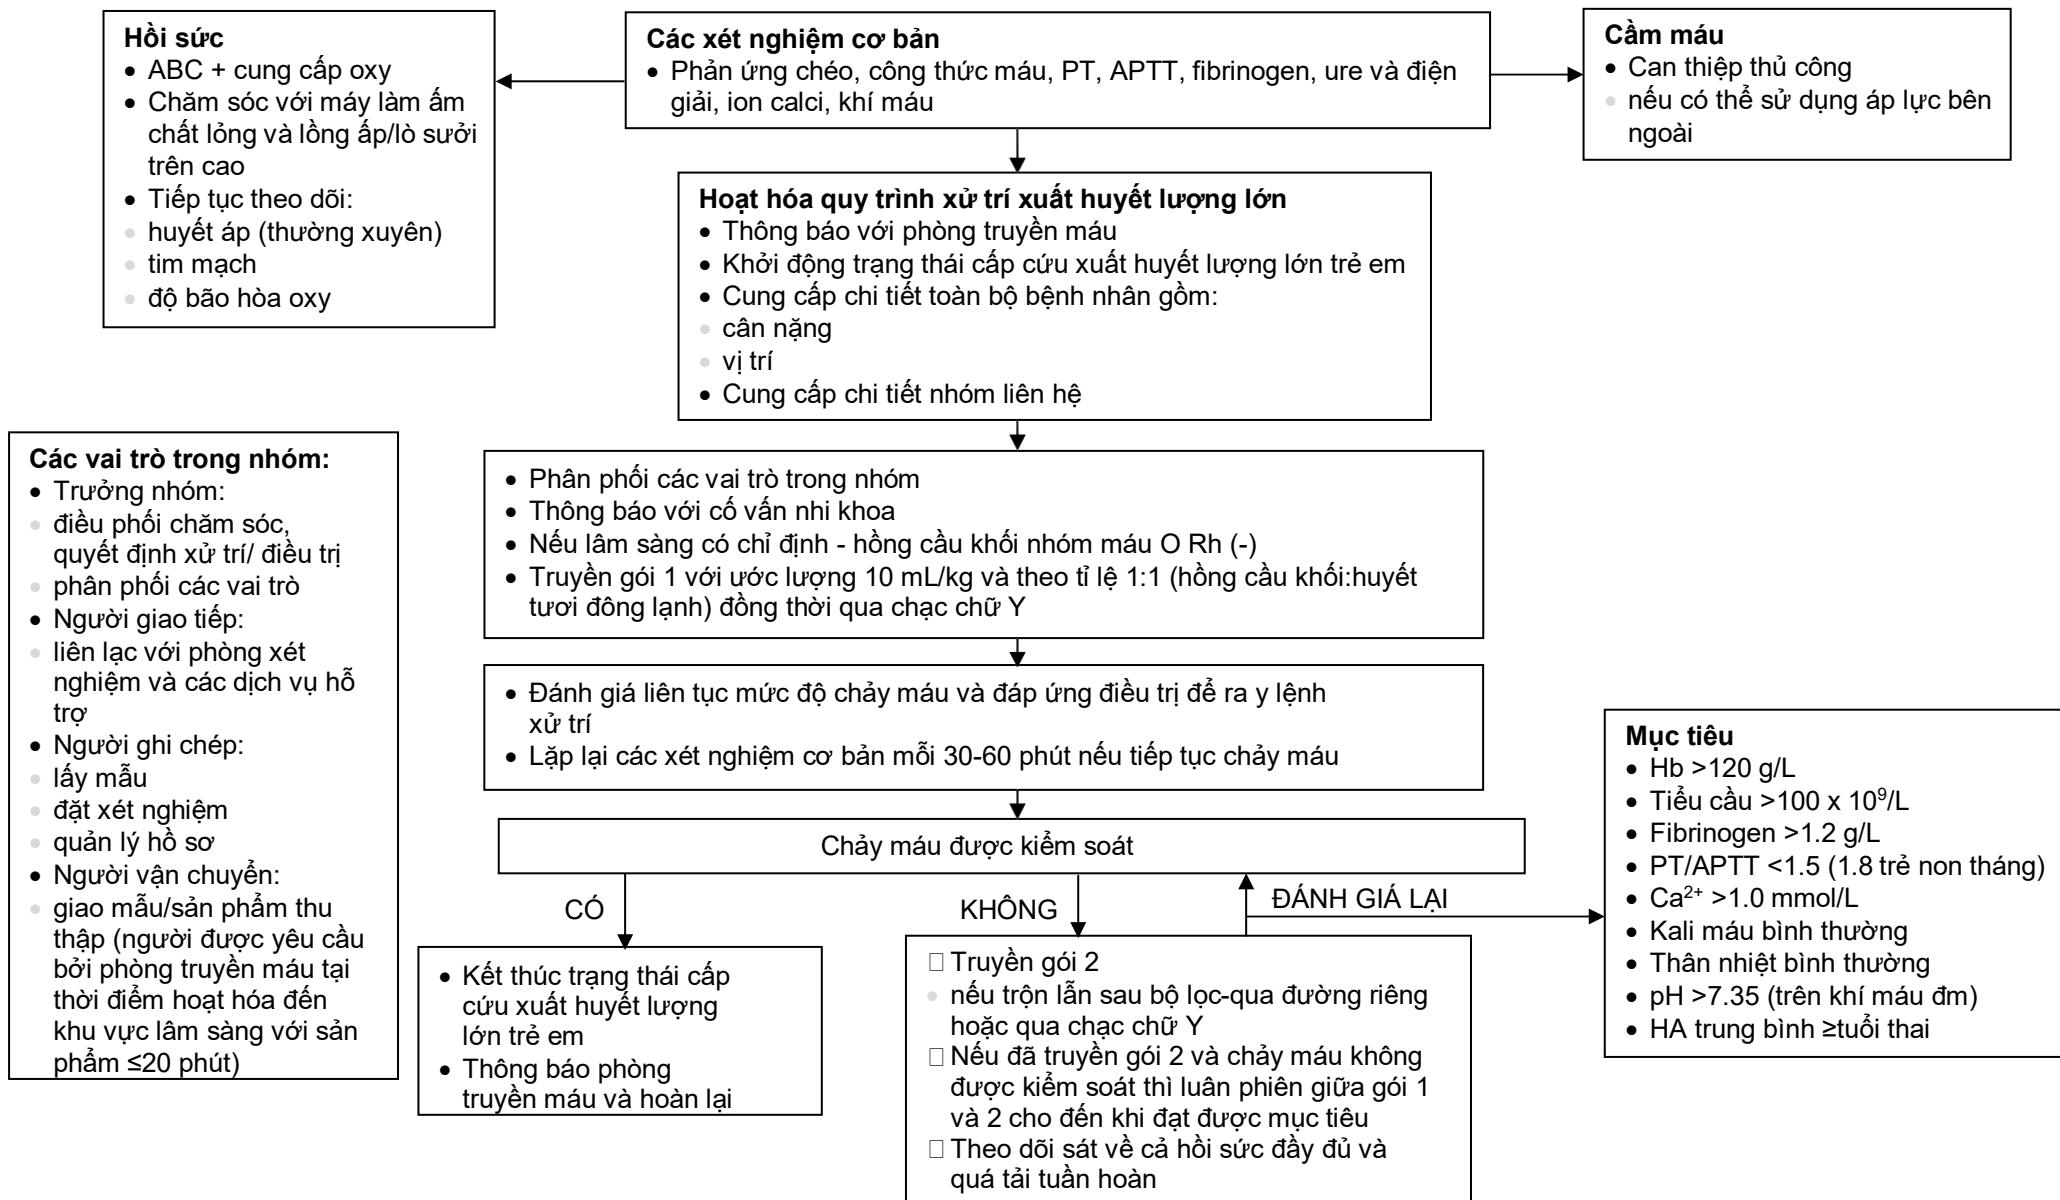 Hồi sức
• ABC + cung cấp oxy
• Chăm sóc với máy làm ấm
chất lỏng và lồng ấp/lò sưởi
trên cao
• Tiếp tục theo dõi:
• huyết áp (thường xuyên)
• tim mạch
• độ bão hòa oxy
Các xét nghiệm cơ bản
• Phản ứng chéo, công thức máu, PT, APTT, fibrinogen, ure và điện
giải, ion calci, khí máu
Cầm máu
• Can thiệp thủ công
• nếu có thể sử dụng áp lực bên
ngoài
Hoạt hóa quy trình xử trí xuất huyết lượng lớn
• Thông báo với phòng truyền máu
• Khởi động trạng thái cấp cứu xuất huyết lượng lớn trẻ em
• Cung cấp chi tiết toàn bộ bệnh nhân gồm:
• cân nặng
• vị trí
• Cung cấp chi tiết nhóm liên hệ
Các vai trò trong nhóm:
• Trưởng nhóm:
• điều phối chăm sóc,
quyết định xử trí/ điều trị
• phân phối các vai trò
• Người giao tiếp:
• liên lạc với phòng xét
nghiệm và các dịch vụ hỗ
trợ
• Người ghi chép:
• lấy mẫu
• đặt xét nghiệm
• quản lý hồ sơ
• Người vận chuyển:
• giao mẫu/sản phẩm thu
thập (người được yêu cầu
bởi phòng truyền máu tại
thời điểm hoạt hóa đến
khu vực lâm sàng với sản
phẩm ≤20 phút)
• Phân phối các vai trò trong nhóm
• Thông báo với cố vấn nhi khoa
• Nếu lâm sàng có chỉ định - hồng cầu khối nhóm máu O Rh (-)
• Truyền gói 1 với ước lượng 10 mL/kg và theo tỉ lệ 1:1 (hồng cầu khối:huyết
tươi đông lạnh) đồng thời qua chạc chữ Y
• Đánh giá liên tục mức độ chảy máu và đáp ứng điều trị để ra y lệnh
xử trí
• Lặp lại các xét nghiệm cơ bản mỗi 30-60 phút nếu tiếp tục chảy máu
Chảy máu được kiểm soát
CÓ
KHÔNG
ĐÁNH GIÁ LẠI
• Kết thúc trạng thái cấp
cứu xuất huyết lượng
lớn trẻ em
• Thông báo phòng
truyền máu và hoàn lại
□ Truyền gói 2
• nếu trộn lẫn sau bộ lọc-qua đường riêng
hoặc qua chạc chữ Y
□ Nếu đã truyền gói 2 và chảy máu không
được kiểm soát thì luân phiên giữa gói 1
và 2 cho đến khi đạt được mục tiêu
□ Theo dõi sát về cả hồi sức đầy đủ và
quá tải tuần hoàn
Mục tiêu
• Hb >120 g/L
• Tiểu cầu >100 x 10⁹/L
• Fibrinogen >1.2 g/L
• PT/APTT <1.5 (1.8 trẻ non tháng)
• Ca²⁺ >1.0 mmol/L
• Kali máu bình thường
• Thân nhiệt bình thường
• pH >7.35 (trên khí máu đm)
• HA trung bình ≥tuổi thai